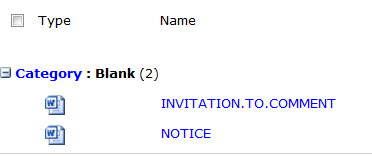 Type Name
Category : Blank (2)
INVITATION.TO.COMMENT
NOTICE